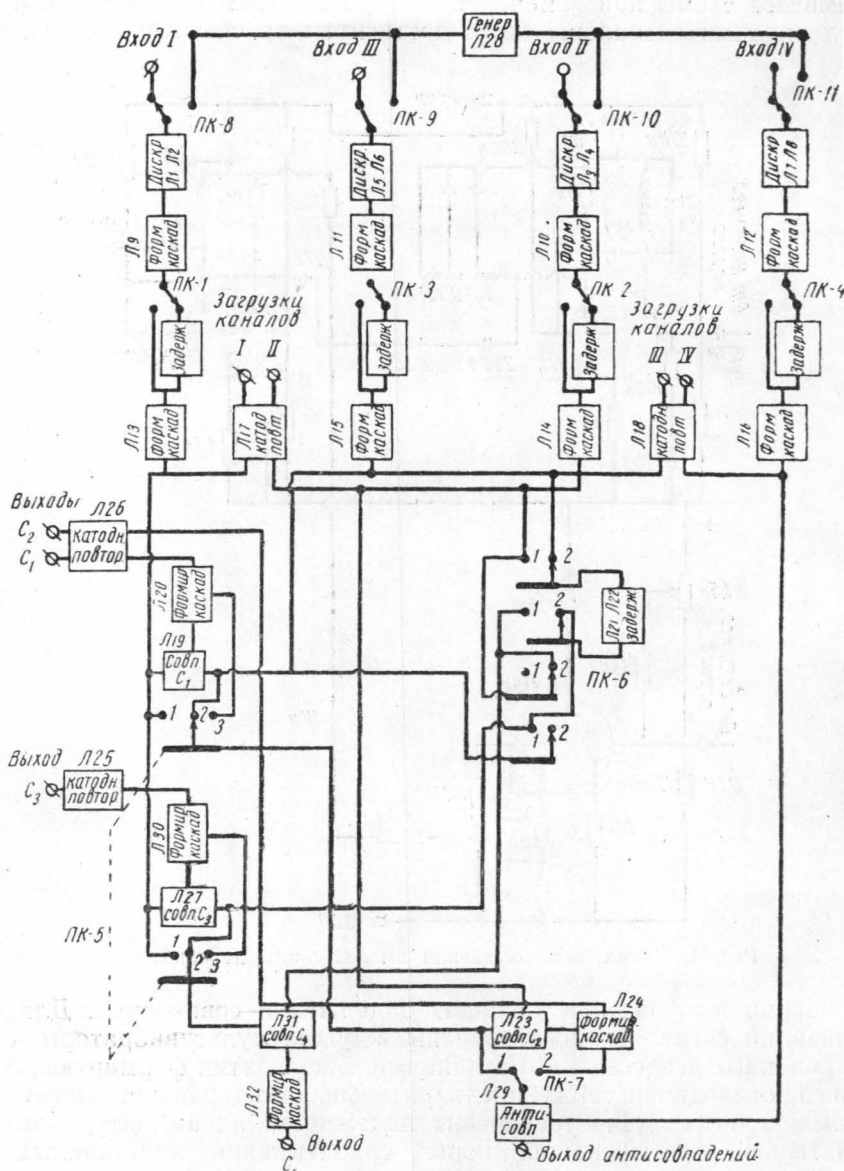 Генер
Л28
Вход I
Вход III
Вход II
Вход IV
ПК-8
ПК-9
ПК-10
ПК-11
Дискр
Л1 Л2
Дискр.
Л5 Л6
Дискр
Л3 Л4
Дискр
Л7 Л8
Л9
Форм
каскад
Л11
Форм
каскад
Л10
Форм
каскад
Л12
Форм
каскад
ПК-1
ПК-3
ПК 2
ПК-4
Загрузки
каналов
I II
Загрузки
каналов
III IV
Задерж
Задерж
Задерж
Задерж
Л13
Форм
каскад
Л17
катод
повт.
Л15
Форм
каскад
Л14
Форм
каскад
Л18
катодн
повт
Л16
Форм
каскад
Выходы
C2
C1
Л26
катодн
повтор
Л20
Формир
каскад
Л19
Совп
C1
1 2 3
1 2
1 2
Л21 Л22
задерж
1 2
ПК-6
1 2
Выход
C3
Л25
катодн
повтор
Л30
Формир
каскад
Л27
совп C3
ПК-5
1 2 3
Л31
совп C4
Л23
совп C2
Л24
Формир.
каскад
1 2
ПК-7
Л32
Формир
каскад
Л29
Анти
совп
Выход
Выход антисовпадений